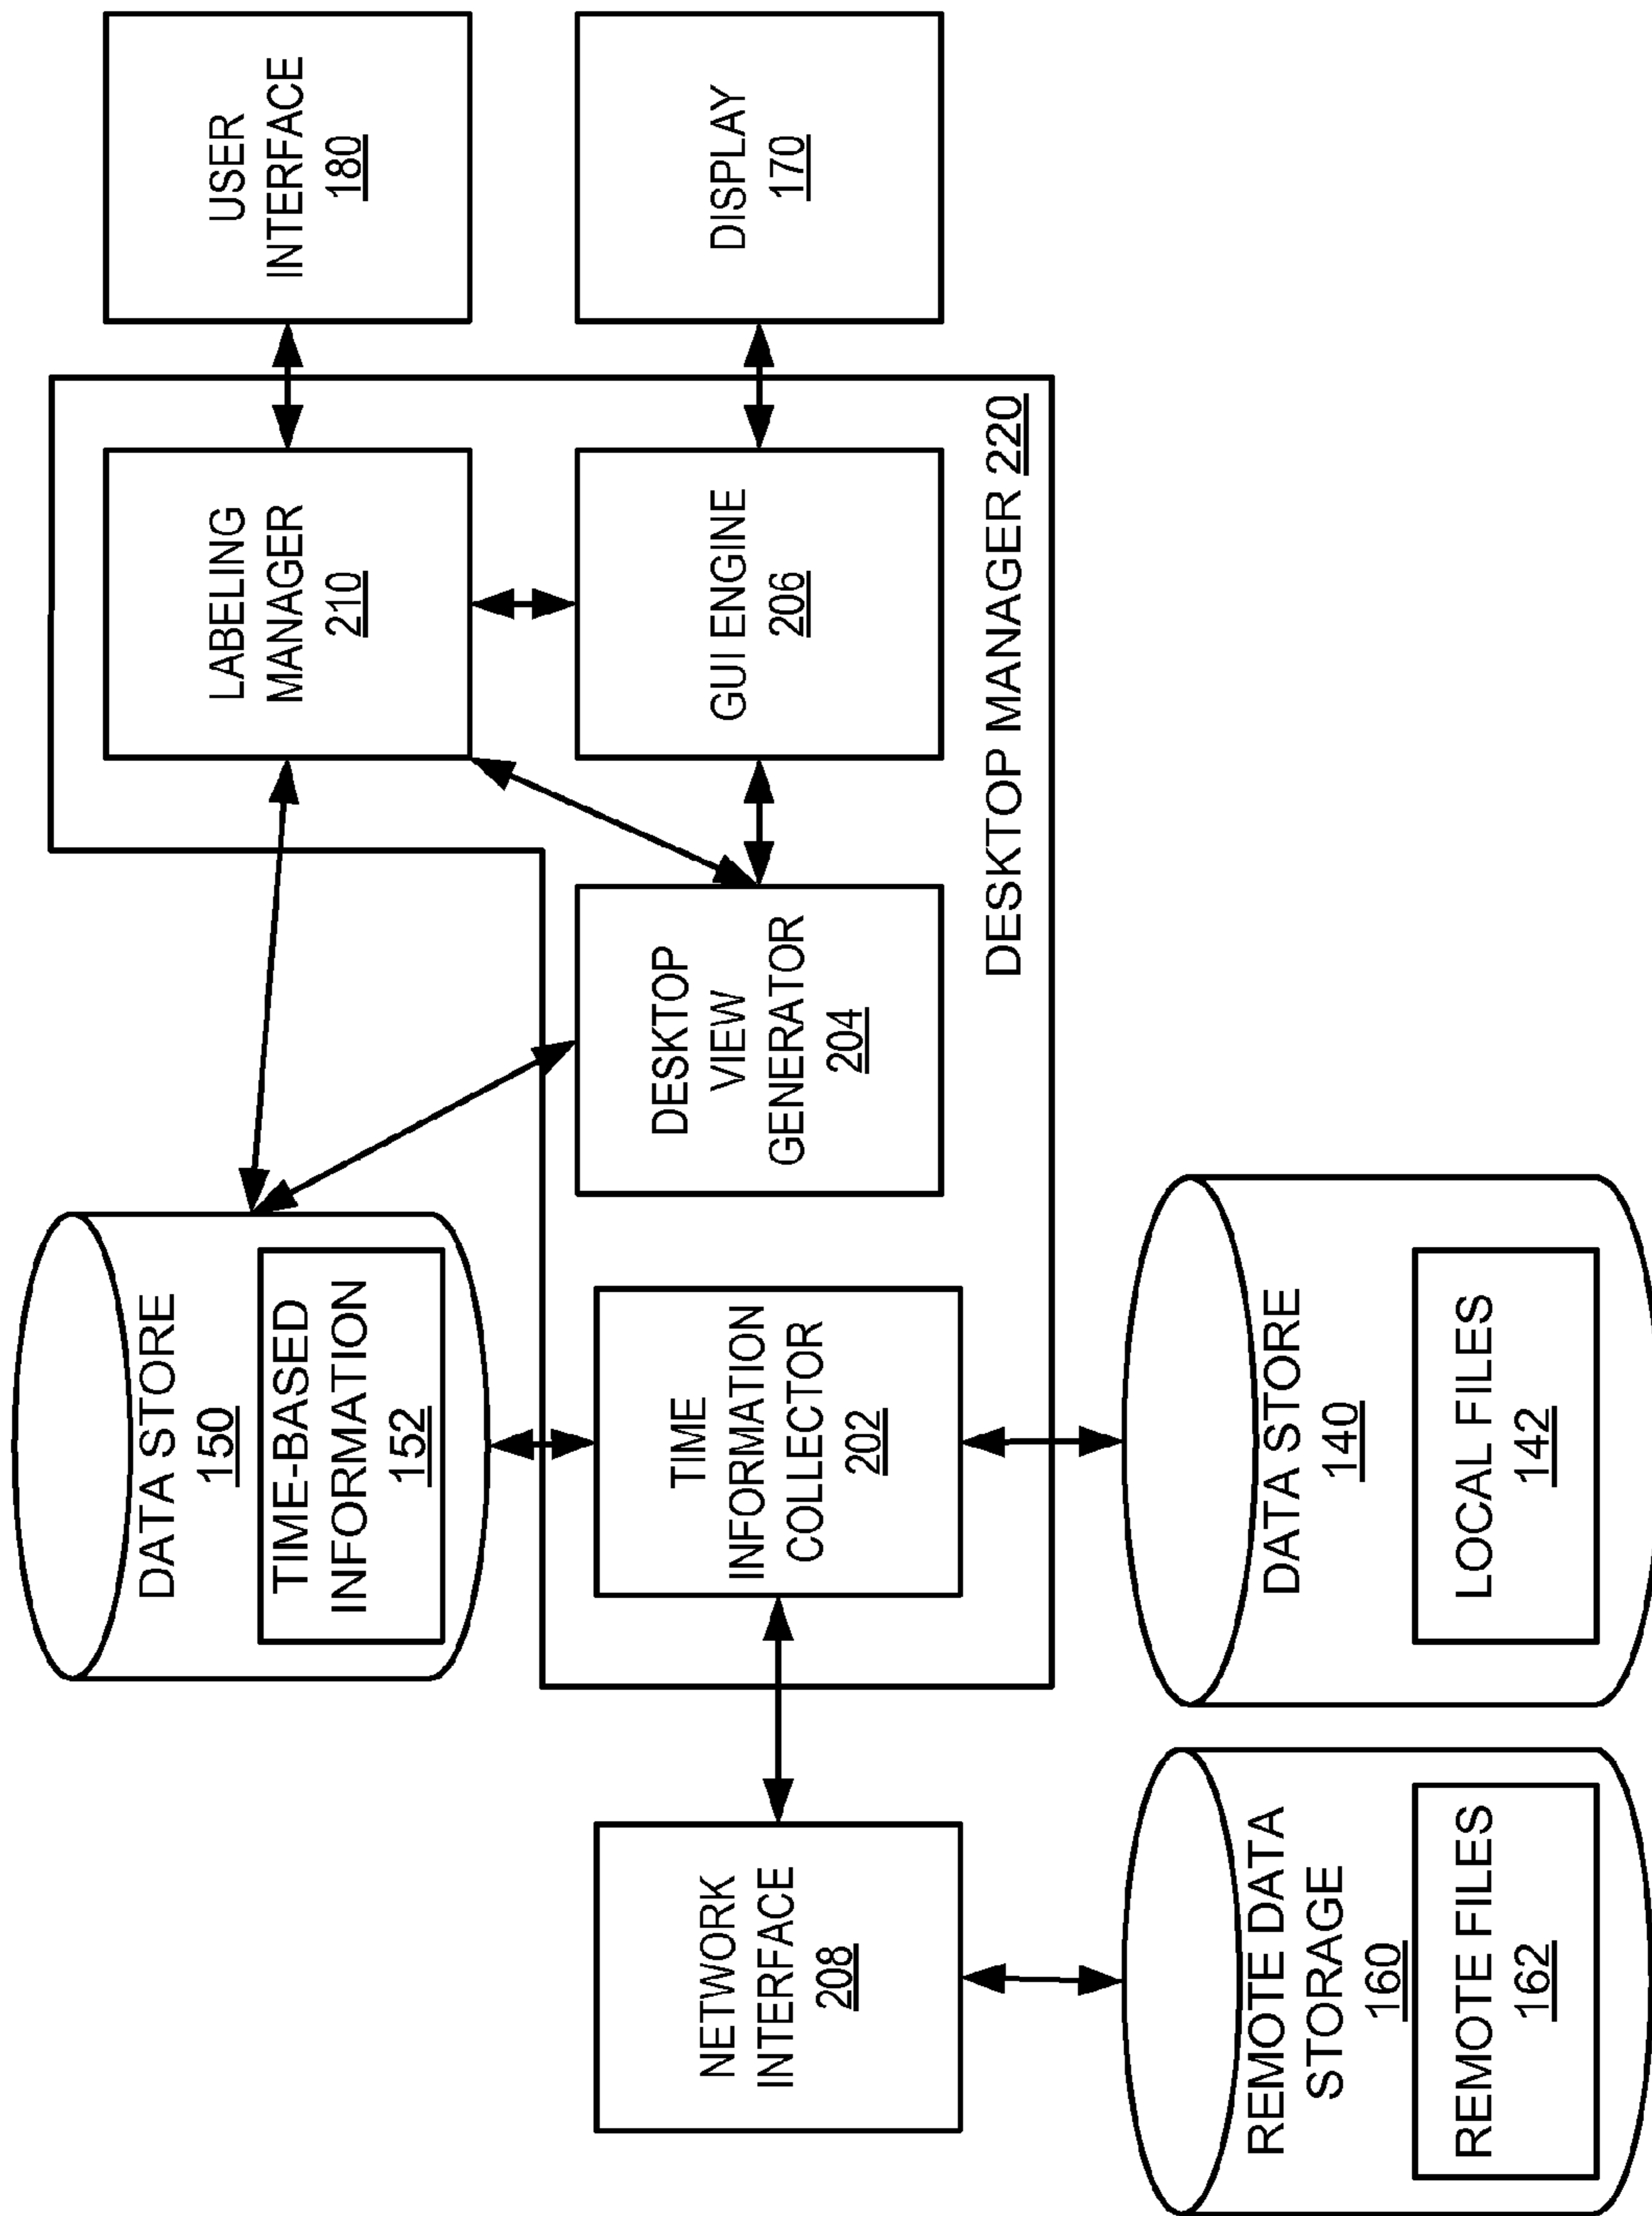 DATA STORE
150
TIME-BASED
INFORMATION
152
LABELING
MANAGER
210
USER
INTERFACE
180
NETWORK
INTERFACE
208
TIME
INFORMATION
COLLECTOR
202
DESKTOP
VIEW
GENERATOR
204
GUI ENGINE
206
DISPLAY
170
DESKTOP MANAGER 220
REMOTE DATA
STORAGE
160
REMOTE FILES
162
DATA STORE
140
LOCAL FILES
142